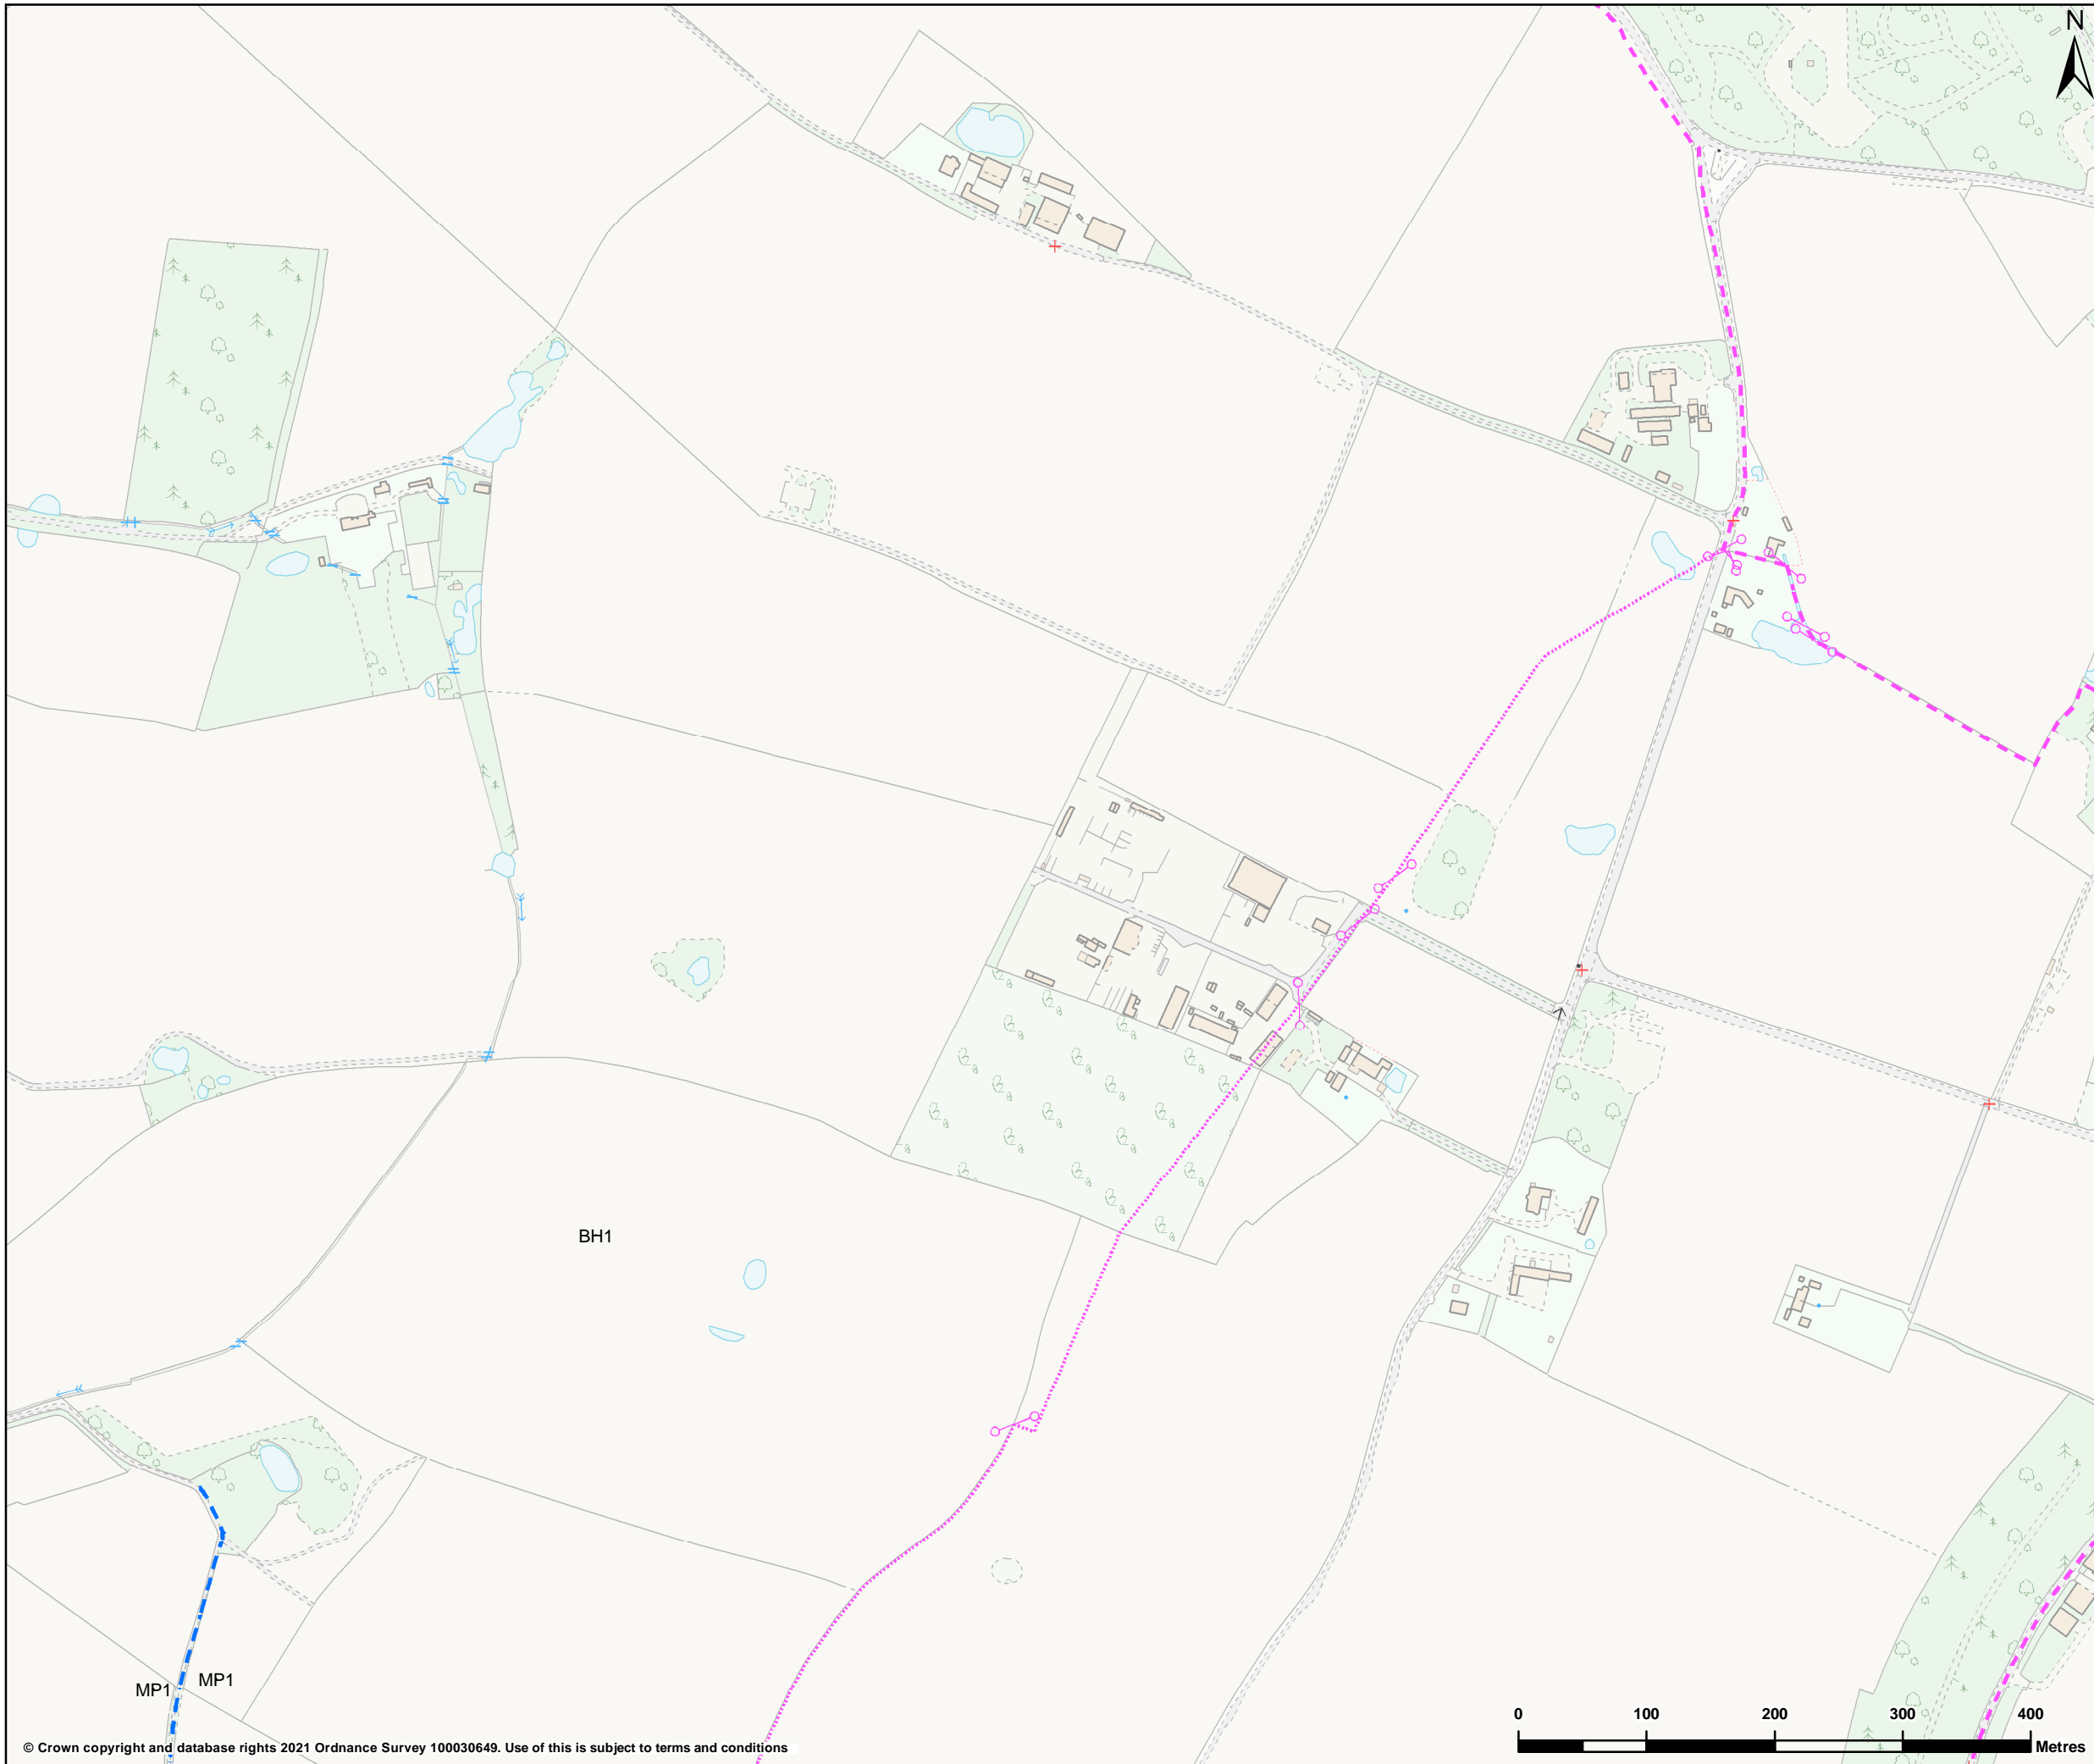 N
BH1
MP1
MP1
0 100 200 300 400
Metres
© Crown copyright and database rights 2021 Ordnance Survey 100030649. Use of this is subject to terms and conditions